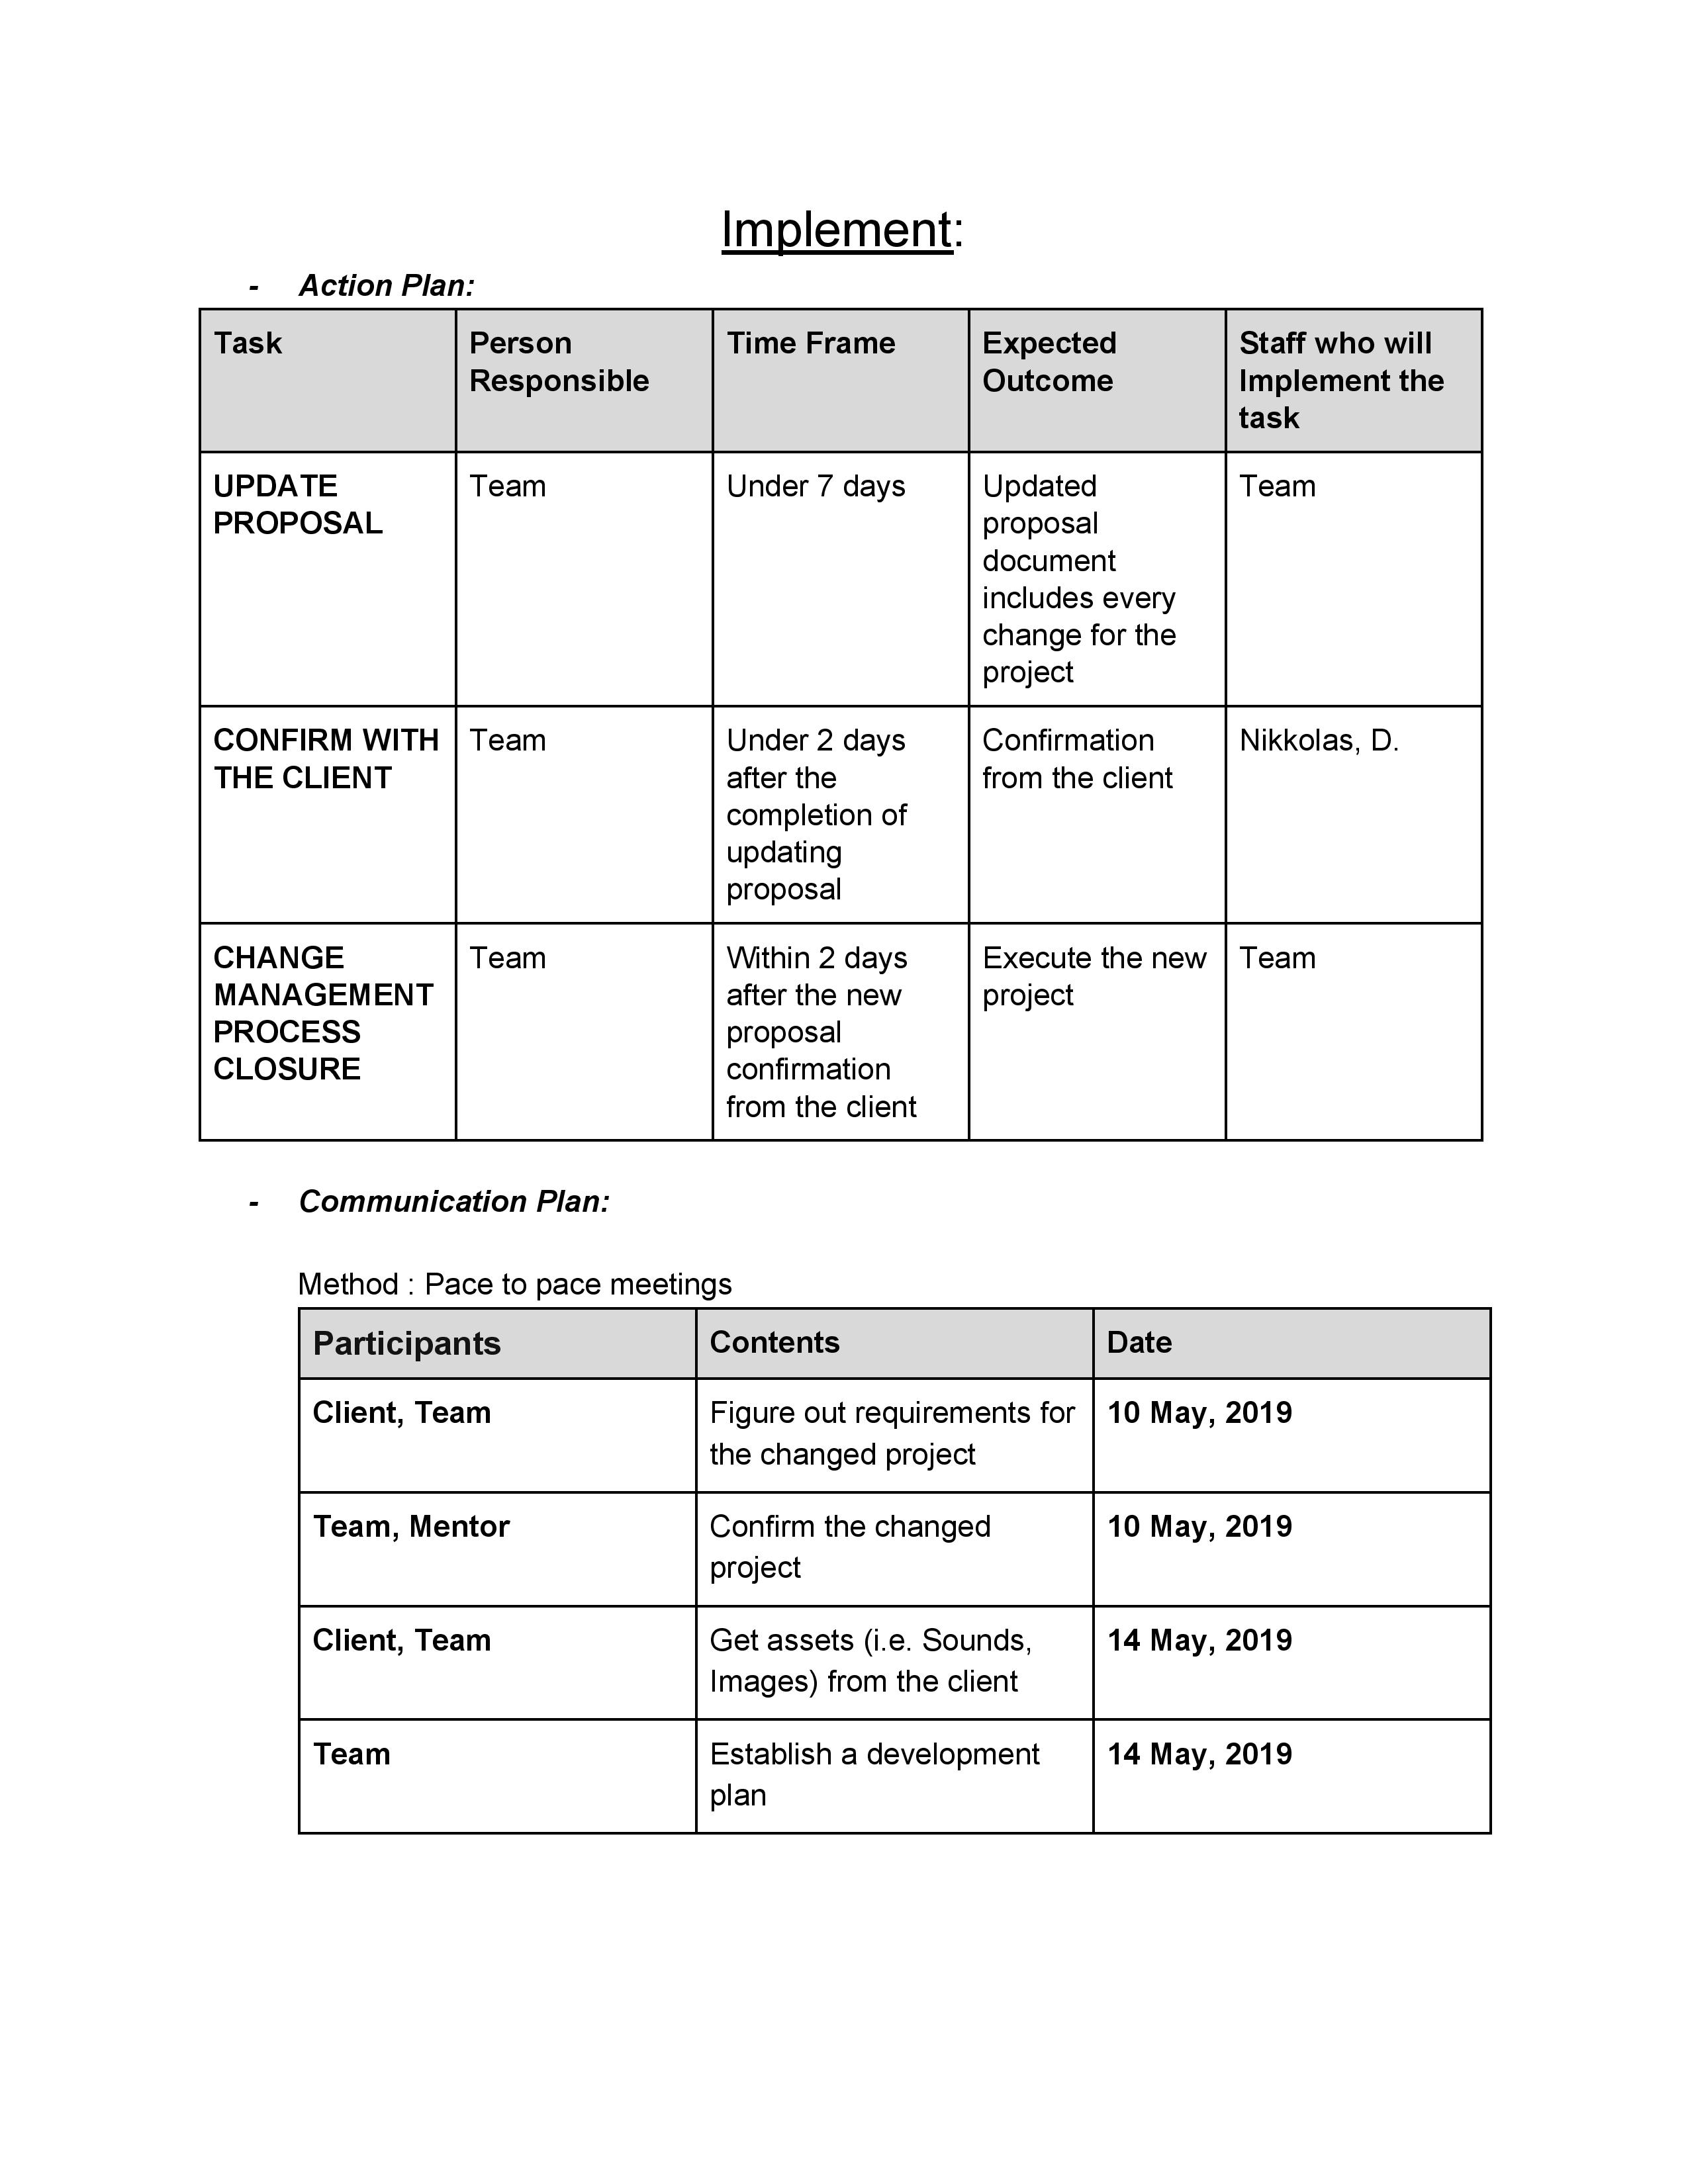 Implement:
- Action Plan:
Task
Person
Responsible
Time Frame
Expected
Outcome
Staff who will
Implement the
task
UPDATE
PROPOSAL
Team
Under 7 days
Updated
proposal
document
includes every
change for the
project
Team
CONFIRM WITH
THE CLIENT
Team
Under 2 days
after the
completion of
updating
proposal
Confirmation
from the client
Nikkolas, D.
CHANGE
MANAGEMENT
PROCESS
CLOSURE
Team
Within 2 days
after the new
proposal
confirmation
from the client
Execute the new
project
Team
- Communication Plan:
Method : Pace to pace meetings
Participants
Contents
Date
Client, Team
Figure out requirements for
the changed project
10 May, 2019
Team, Mentor
Confirm the changed
project
10 May, 2019
Client, Team
Get assets (i.e. Sounds,
Images) from the client
14 May, 2019
Team
Establish a development
plan
14 May, 2019